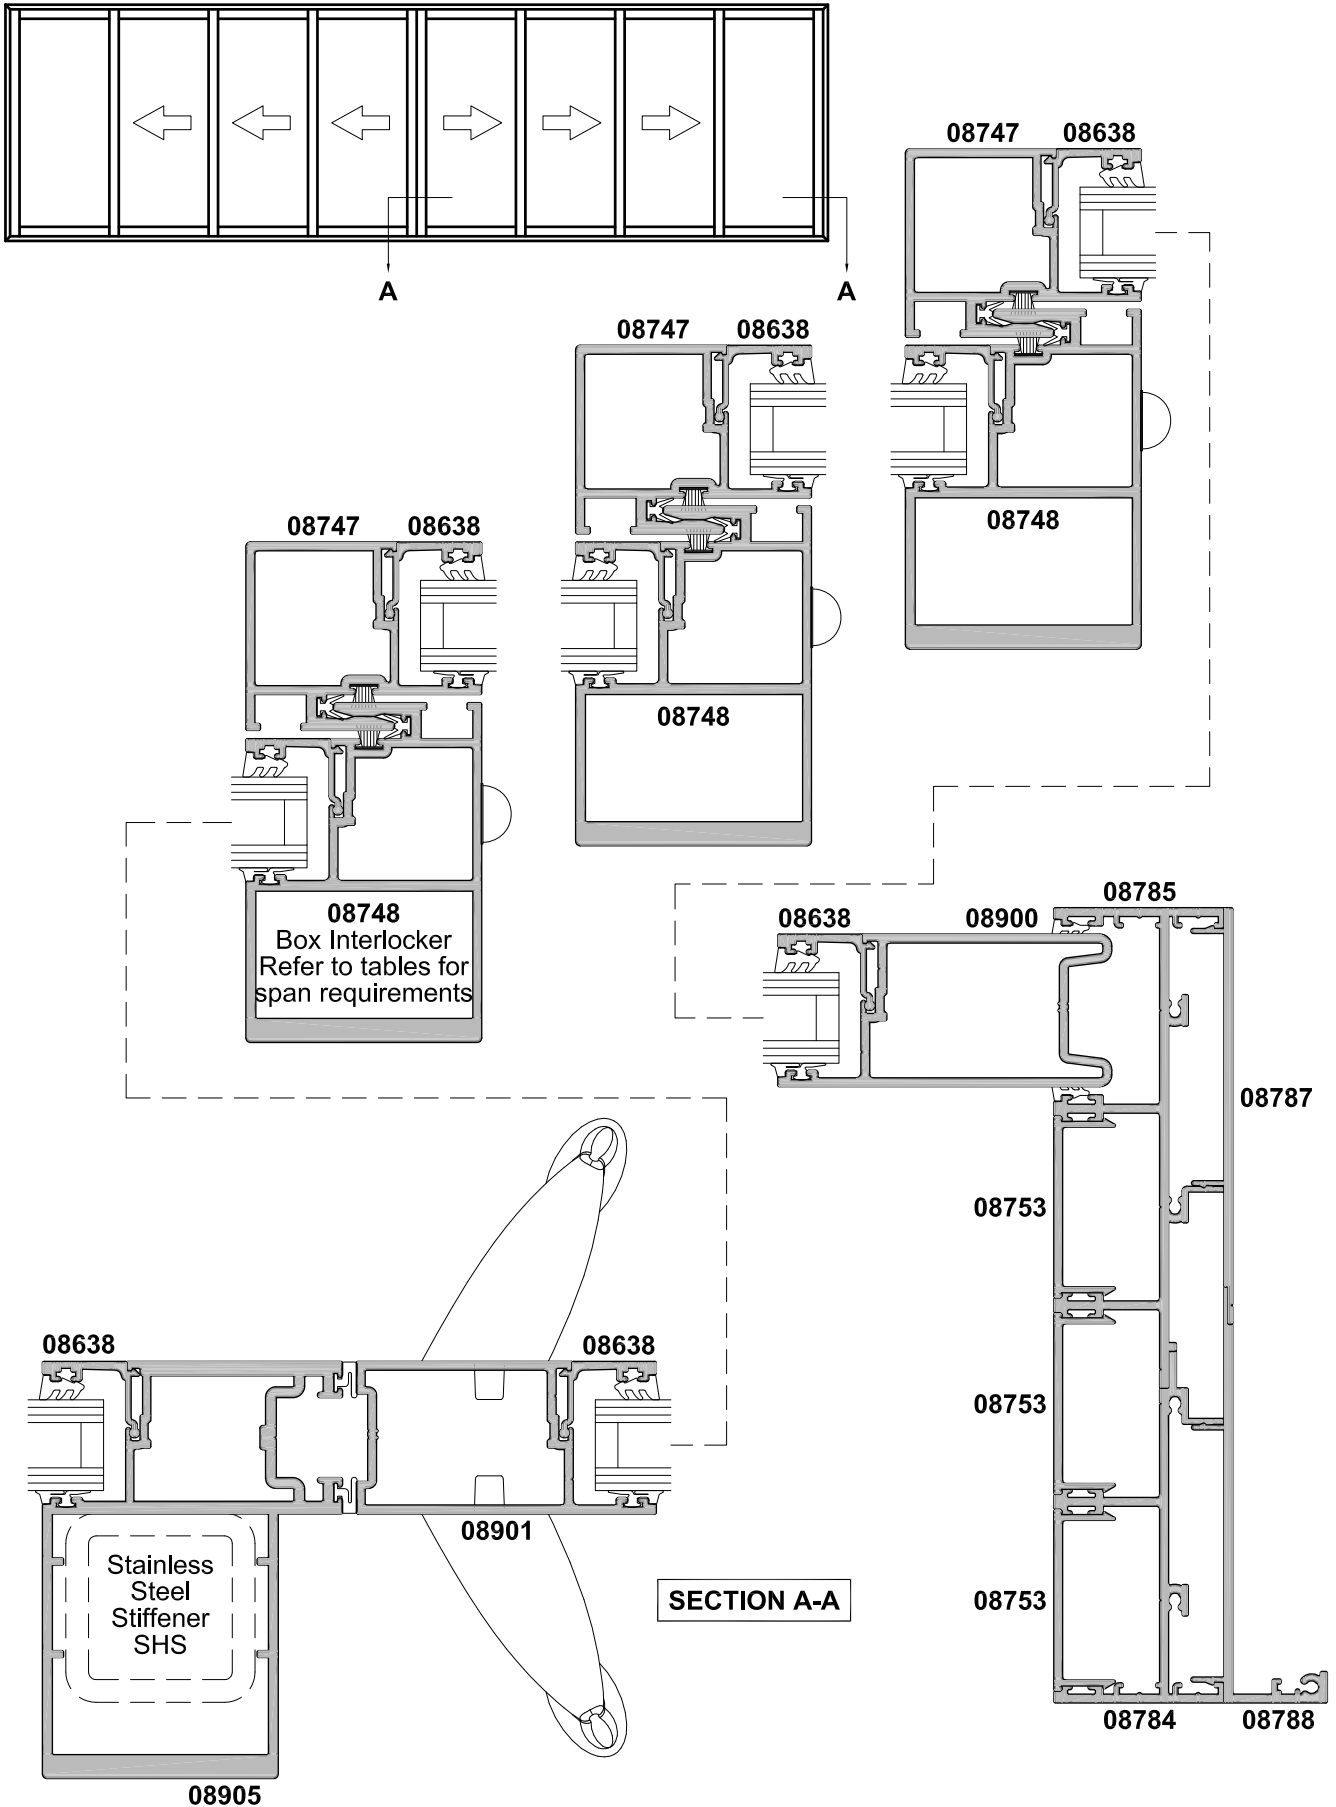 A
A
08747
08638
08747
08638
08747
08638
08748
08748
08748
Box Interlocker
Refer to tables for
span requirements
08785
08638
08900
08787
08753
08753
08753
08784
08788
08638
08638
08901
Stainless
Steel
Stiffener
SHS
SECTION A-A
08905